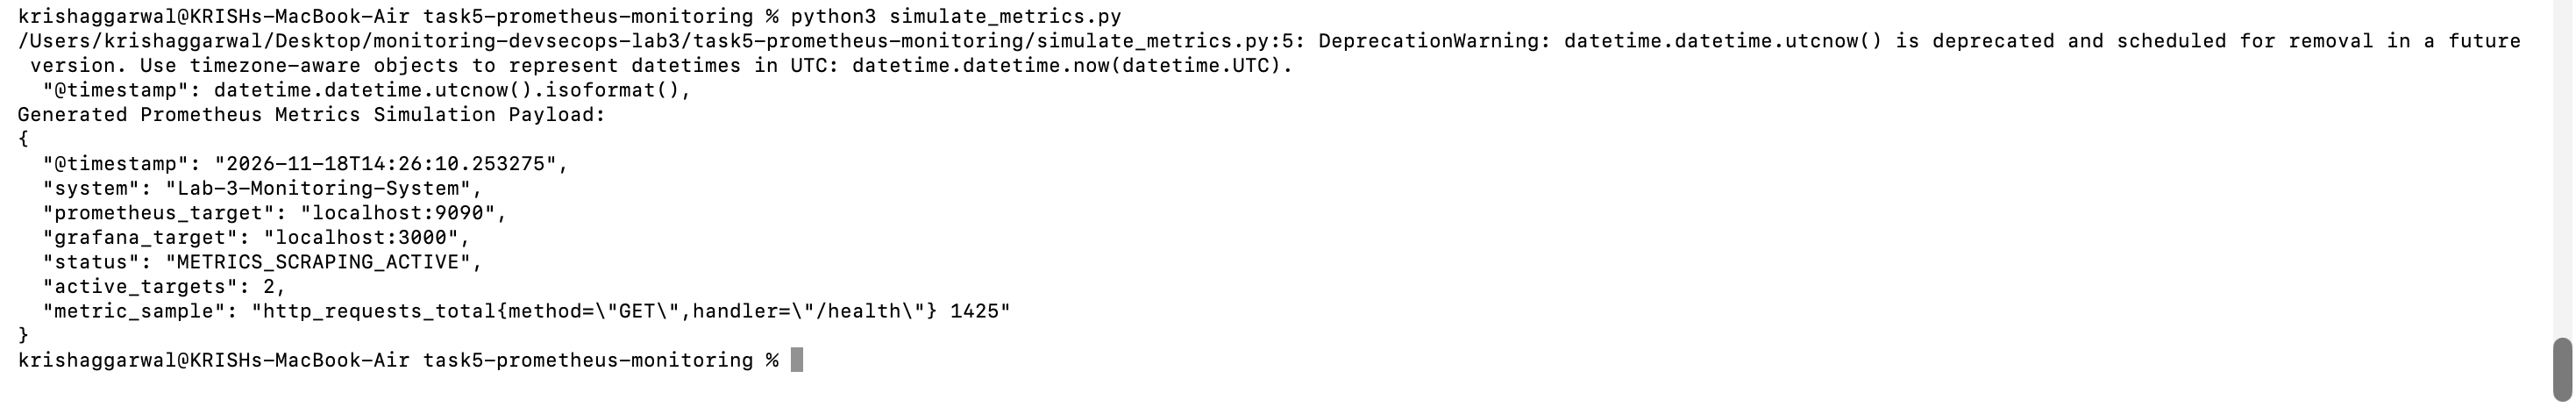 krishaggarwal@KRISHs-MacBook-Air task5-prometheus-monitoring % python3 simulate_metrics.py
/Users/krishaggarwal/Desktop/monitoring-devsecops-lab3/task5-prometheus-monitoring/simulate_metrics.py:5: DeprecationWarning: datetime.datetime.utcnow() is deprecated and scheduled for removal in a future
 version. Use timezone-aware objects to represent datetimes in UTC: datetime.datetime.now(datetime.UTC).
  "@timestamp": datetime.datetime.utcnow().isoformat(),
Generated Prometheus Metrics Simulation Payload:
{
  "@timestamp": "2026-11-18T14:26:10.253275",
  "system": "Lab-3-Monitoring-System",
  "prometheus_target": "localhost:9090",
  "grafana_target": "localhost:3000",
  "status": "METRICS_SCRAPING_ACTIVE",
  "active_targets": 2,
  "metric_sample": "http_requests_total{method=\"GET\",handler=\"/health\"} 1425"
}
krishaggarwal@KRISHs-MacBook-Air task5-prometheus-monitoring %